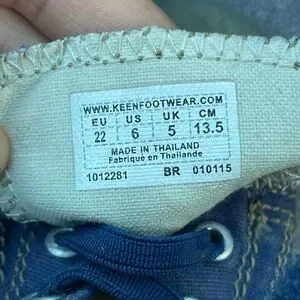 WWW.KEENFOOTWEAR.COM
EU US UK CM
22 6 5 13.5
MADE IN THAILAND
Fabriqué en Thaïlande
1012281 BR 010115